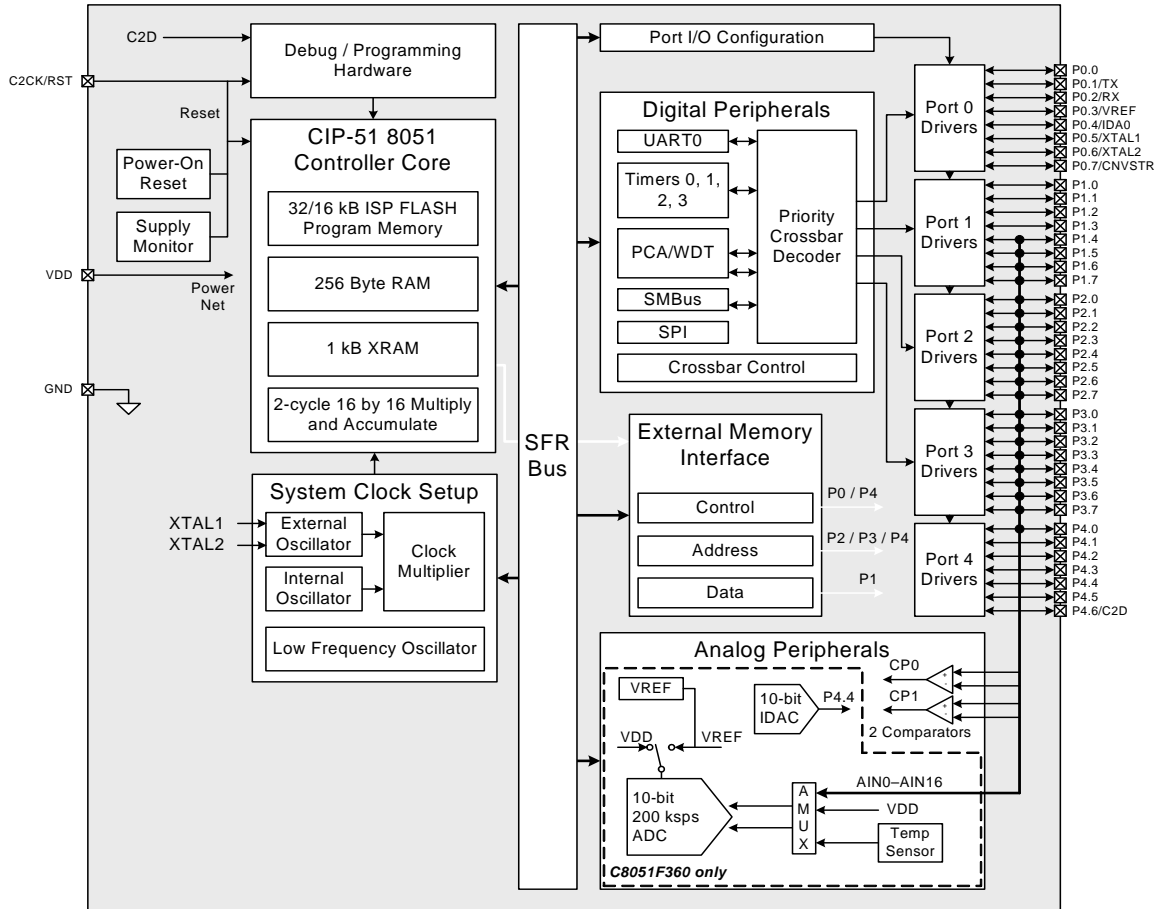 C2D
C2CK/RST
Debug / Programming
Hardware
Reset
Power-On
Reset
Supply
Monitor
VDD
Power
Net
GND
CIP-51 8051
Controller Core
32/16 kB ISP FLASH
Program Memory
256 Byte RAM
1 kB XRAM
2-cycle 16 by 16 Multiply
and Accumulate
System Clock Setup
XTAL1
XTAL2
External
Oscillator
Internal
Oscillator
Clock
Multiplier
Low Frequency Oscillator
SFR
Bus
Port I/O Configuration
Digital Peripherals
UART0
Timers 0, 1,
2, 3
PCA/WDT
SMBus
SPI
Priority
Crossbar
Decoder
Crossbar Control
External Memory
Interface
Control
Address
Data
P0 / P4
P2 / P3 / P4
P1
Port 0
Drivers
Port 1
Drivers
Port 2
Drivers
Port 3
Drivers
Port 4
Drivers
P0.0
P0.1/TX
P0.2/RX
P0.3/VREF
P0.4/IDA0
P0.5/XTAL1
P0.6/XTAL2
P0.7/CNVSTR
P1.0
P1.1
P1.2
P1.3
P1.4
P1.5
P1.6
P1.7
P2.0
P2.1
P2.2
P2.3
P2.4
P2.5
P2.6
P2.7
P3.0
P3.1
P3.2
P3.3
P3.4
P3.5
P3.6
P3.7
P4.0
P4.1
P4.2
P4.3
P4.4
P4.5
P4.6/C2D
Analog Peripherals
VREF
VDD
VREF
10-bit
IDAC
P4.4
CP0
+
-
CP1
+
-
2 Comparators
10-bit
200 ksps
ADC
A
M
U
X
AIN0–AIN16
VDD
Temp
Sensor
C8051F360 only